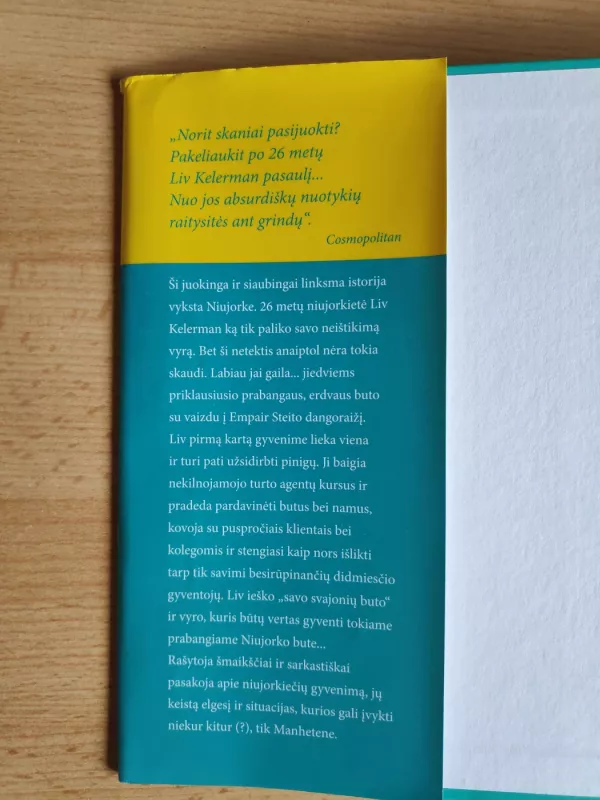 „Norit skaniai pasijuokti?
Pakeliaukit po 26 metų
Liv Kelerman pasaulį...
Nuo jos absurdiškų nuotykių
raitysitės ant grindų“.
Cosmopolitan
Ši juokinga ir siaubingai linksma istorija
vyksta Niujorke. 26 metų niujorkietė Liv
Kelerman ką tik paliko savo neištikimą
vyrą. Bet ši netektis anaiptol nėra tokia
skaudi. Labiau jai gaila... jiedviems
priklausiusio prabangaus, erdvaus buto
su vaizdu į Empair Steito dangoraižį.
Liv pirmą kartą gyvenime lieka viena
ir turi pati užsidirbti pinigų. Ji baigia
nekilnojamojo turto agentų kursus ir
pradeda pardavinėti butus bei namus,
kovoja su puspročiais klientais bei
kolegomis ir stengiasi kaip nors išlikti
tarp tik savimi besirūpinančių didmiesčio
gyventojų. Liv ieško „savo svajonių buto“
ir vyro, kuris būtų vertas gyventi tokiame
prabangiame Niujorko bute...
Rašytoja šmaikščiai ir sarkastiškai
pasakoja apie niujorkiečių gyvenimą, jų
keistą elgesį ir situacijas, kurios gali įvykti
niekur kitur (?), tik Manhetene.